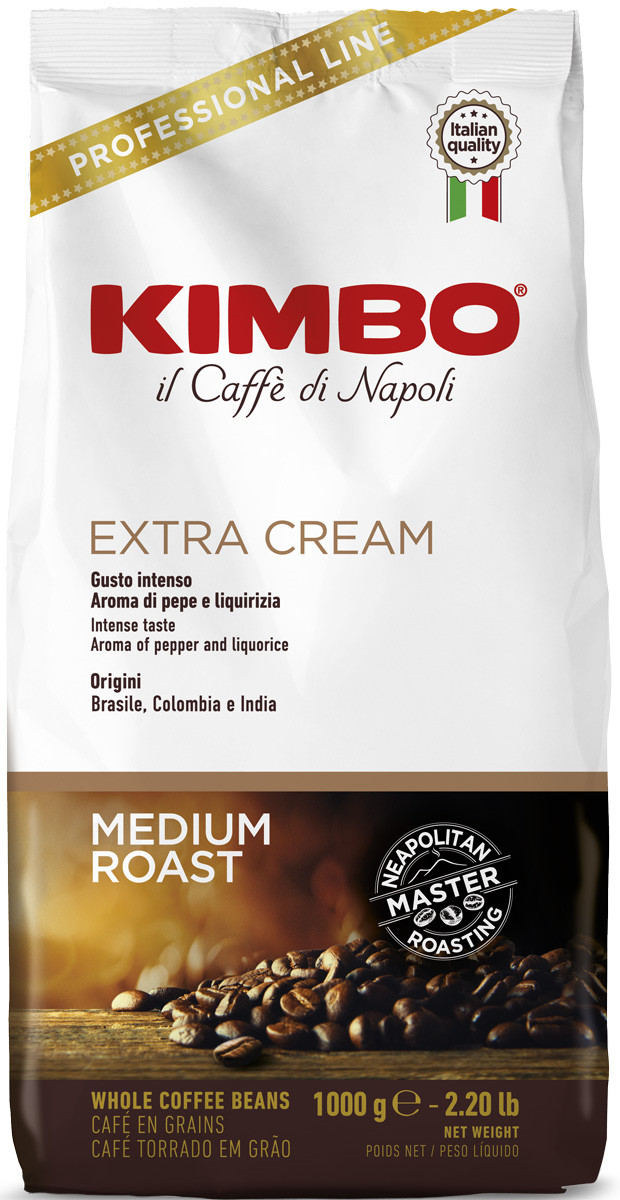 PROFESSIONAL LINE
Italian
quality
KIMBO®
il Caffè di Napoli
EXTRA CREAM
Gusto intenso
Aroma di pepe e liquirizia
Intense taste
Aroma of pepper and liquorice
Origini
Brasile, Colombia e India
MEDIUM
ROAST
NEAPOLITAN
MASTER
ROASTING
WHOLE COFFEE BEANS
CAFÉ EN GRAINS
CAFÉ TORRADO EM GRÃO
1000 g ℮ - 2.20 lb
NET WEIGHT
POIDS NET / PESO LÍQUIDO